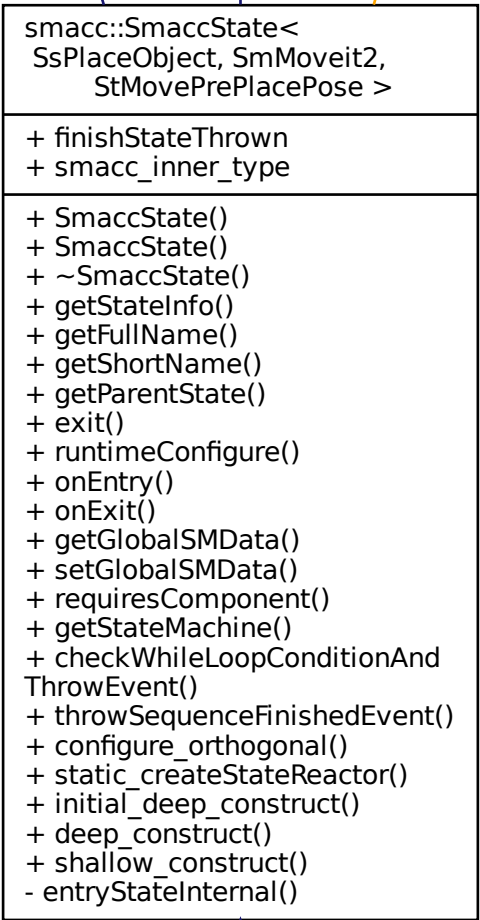 smacc::SmaccState<
SsPlaceObject, SmMoveit2,
StMovePrePlacePose >
+ finishStateThrown
+ smacc_inner_type
+ SmaccState()
+ SmaccState()
+ ~SmaccState()
+ getStateInfo()
+ getFullName()
+ getShortName()
+ getParentState()
+ exit()
+ runtimeConfigure()
+ onEntry()
+ onExit()
+ getGlobalSMData()
+ setGlobalSMData()
+ requiresComponent()
+ getStateMachine()
+ checkWhileLoopConditionAnd
ThrowEvent()
+ throwSequenceFinishedEvent()
+ configure_orthogonal()
+ static_createStateReactor()
+ initial_deep_construct()
+ deep_construct()
+ shallow_construct()
- entryStateInternal()